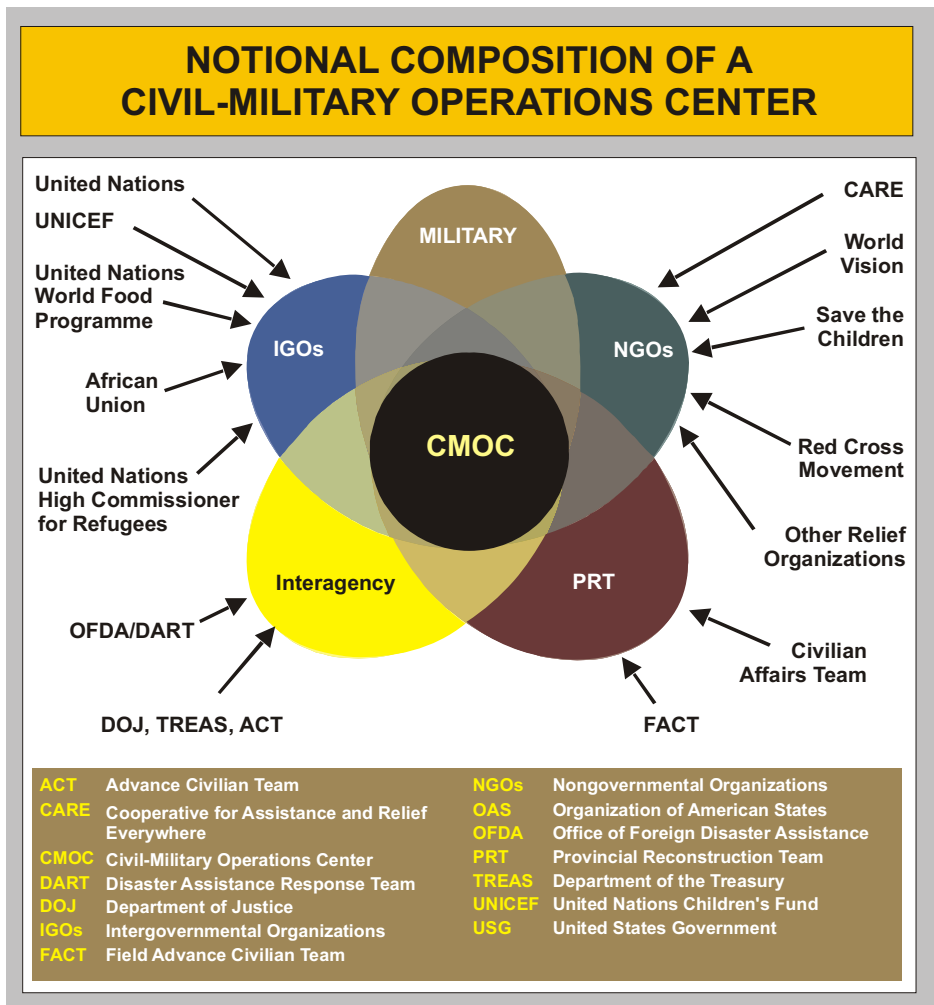 NOTIONAL COMPOSITION OF A
CIVIL-MILITARY OPERATIONS CENTER
United Nations
UNICEF
United Nations
World Food
Programme
African
Union
United Nations
High Commissioner
for Refugees
MILITARY
IGOs
NGOs
CMOC
Interagency
PRT
CARE
World
Vision
Save the
Children
Red Cross
Movement
Other Relief
Organizations
OFDA/DART
DOJ, TREAS, ACT
Civilian
Affairs Team
FACT
ACT Advance Civilian Team
CARE Cooperative for Assistance and Relief
Everywhere
CMOC Civil-Military Operations Center
DART Disaster Assistance Response Team
DOJ Department of Justice
IGOs Intergovernmental Organizations
FACT Field Advance Civilian Team
NGOs Nongovernmental Organizations
OAS Organization of American States
OFDA Office of Foreign Disaster Assistance
PRT Provincial Reconstruction Team
TREAS Department of the Treasury
UNICEF United Nations Children's Fund
USG United States Government